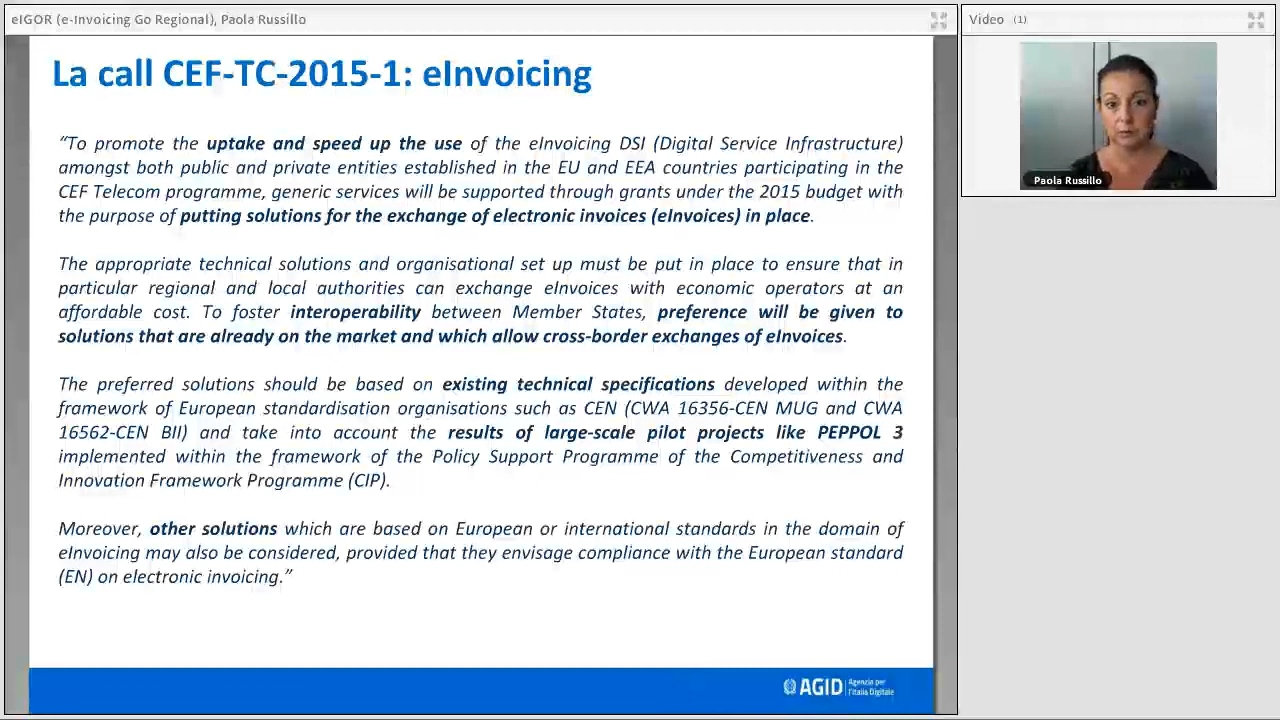 eIGOR (e-Invoicing Go Regional), Paola Russillo
Video (1)
La call CEF-TC-2015-1: eInvoicing
“To promote the uptake and speed up the use of the eInvoicing DSI (Digital Service Infrastructure)
amongst both public and private entities established in the EU and EEA countries participating in the
CEF Telecom programme, generic services will be supported through grants under the 2015 budget with
the purpose of putting solutions for the exchange of electronic invoices (eInvoices) in place.
The appropriate technical solutions and organisational set up must be put in place to ensure that in
particular regional and local authorities can exchange eInvoices with economic operators at an
affordable cost. To foster interoperability between Member States, preference will be given to
solutions that are already on the market and which allow cross-border exchanges of eInvoices.
The preferred solutions should be based on existing technical specifications developed within the
framework of European standardisation organisations such as CEN (CWA 16356-CEN MUG and CWA
16562-CEN BII) and take into account the results of large-scale pilot projects like PEPPOL 3
implemented within the framework of the Policy Support Programme of the Competitiveness and
Innovation Framework Programme (CIP).
Moreover, other solutions which are based on European or international standards in the domain of
eInvoicing may also be considered, provided that they envisage compliance with the European standard
(EN) on electronic invoicing.”
Paola Russillo
AGID Agenzia per
l'Italia Digitale